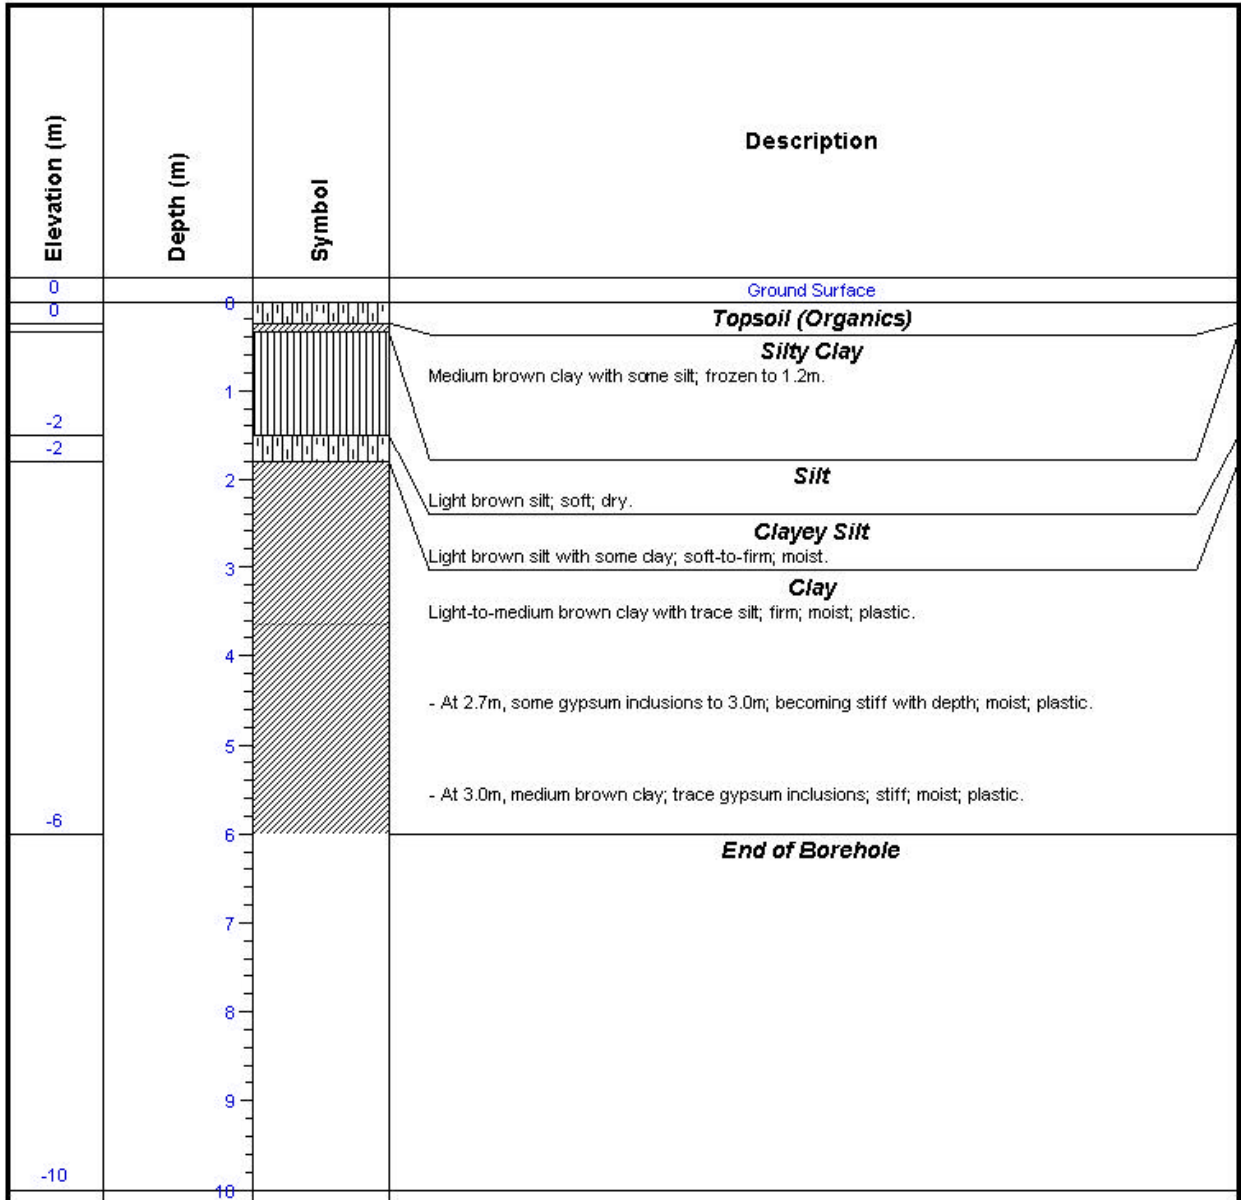 Elevation (m)
Depth (m)
Symbol
Description
0
Ground Surface
0
0
Topsoil (Organics)
Silty Clay
Medium brown clay with some silt; frozen to 1.2m.
1
-2
-2
Silt
2
Light brown silt; soft; dry.
Clayey Silt
Light brown silt with some clay; soft-to-firm; moist.
3
Clay
Light-to-medium brown clay with trace silt; firm; moist; plastic.
4
- At 2.7m, some gypsum inclusions to 3.0m; becoming stiff with depth; moist; plastic.
5
- At 3.0m, medium brown clay; trace gypsum inclusions; stiff; moist; plastic.
-6
6
End of Borehole
7
8
9
-10
10